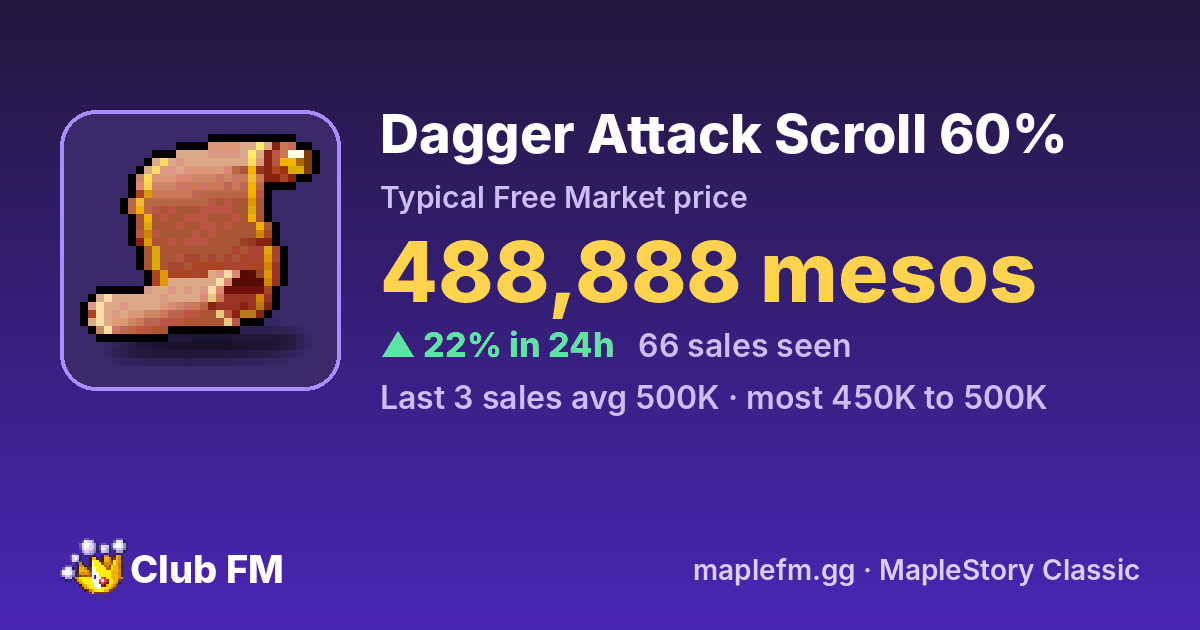 Dagger Attack Scroll 60%
Typical Free Market price
488,888 mesos
▲ 22% in 24h 66 sales seen
Last 3 sales avg 500K · most 450K to 500K
Club FM
maplefm.gg · MapleStory Classic